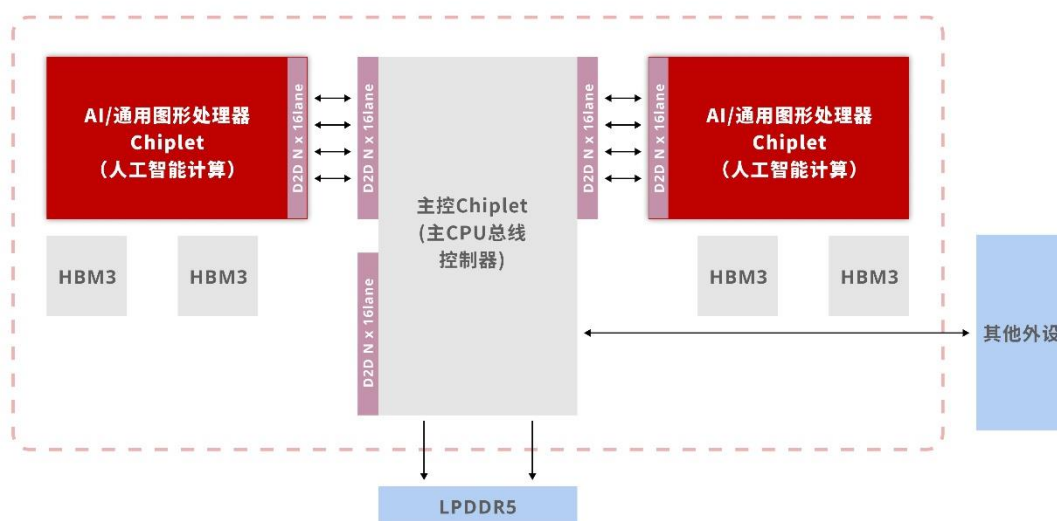 AI/通用图形处理器
Chiplet
（人工智能计算）
D2D N x 16lane
D2D N x 16lane
主控Chiplet
(主CPU总线
控制器)
D2D N x 16lane
D2D N x 16lane
AI/通用图形处理器
Chiplet
（人工智能计算）
HBM3
HBM3
D2D N x 16lane
HBM3
HBM3
其他外设
LPDDR5